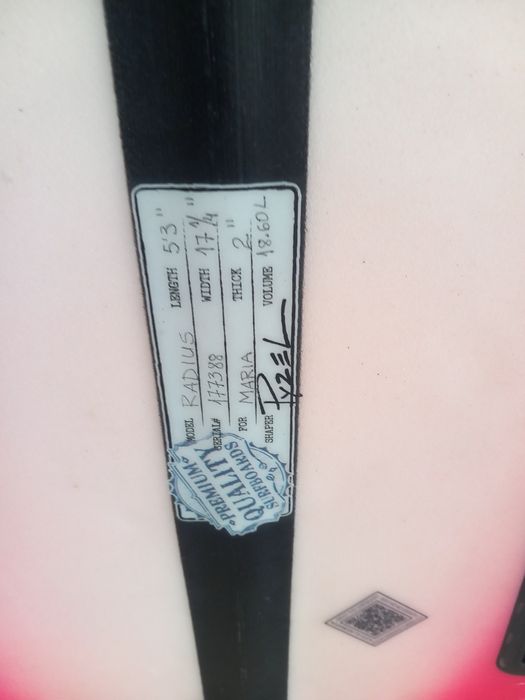 MODEL RADIUS LENGTH 5'3"
SERIAL# 177388 WIDTH 17 1/4"
FOR MARIA THICK 2"
SHAPER PYZEL VOLUME 18.60L
PREMIUM
QUALITY
SURFBOARDS